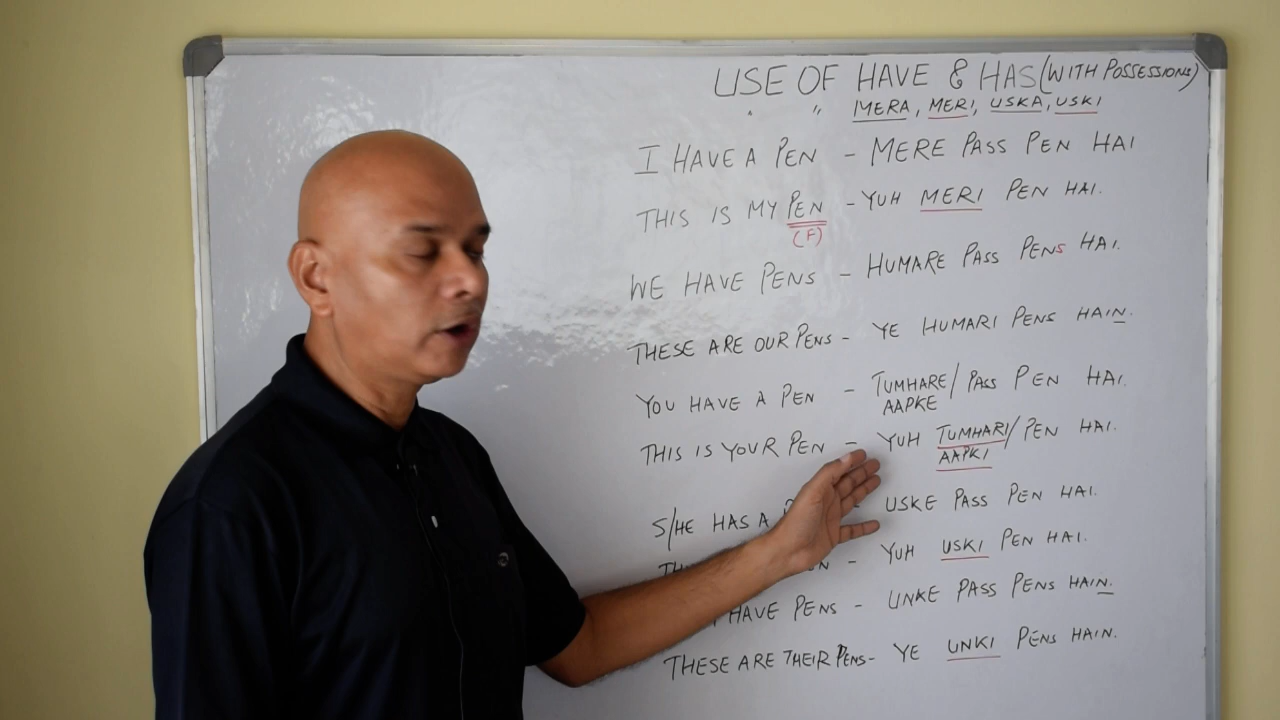 USE OF HAVE & HAS (WITH POSSESSIONS)
" " MERA, MERI, USKA, USKI
I HAVE A PEN - MERE PASS PEN HAI
THIS IS MY PEN - YUH MERI PEN HAI.
(F)
WE HAVE PENS - HUMARE PASS PENS HAI.
THESE ARE OUR PENS - YE HUMARI PENS HAIN.
YOU HAVE A PEN - TUMHARE/ PASS PEN HAI.
AAPKE
THIS IS YOUR PEN - YUH TUMHARI/ PEN HAI.
AAPKI
S/HE HAS A USKE PASS PEN HAI.
- YUH USKI PEN HAI.
HAVE PENS - UNKE PASS PENS HAIN.
THESE ARE THEIR PENS- YE UNKI PENS HAIN.